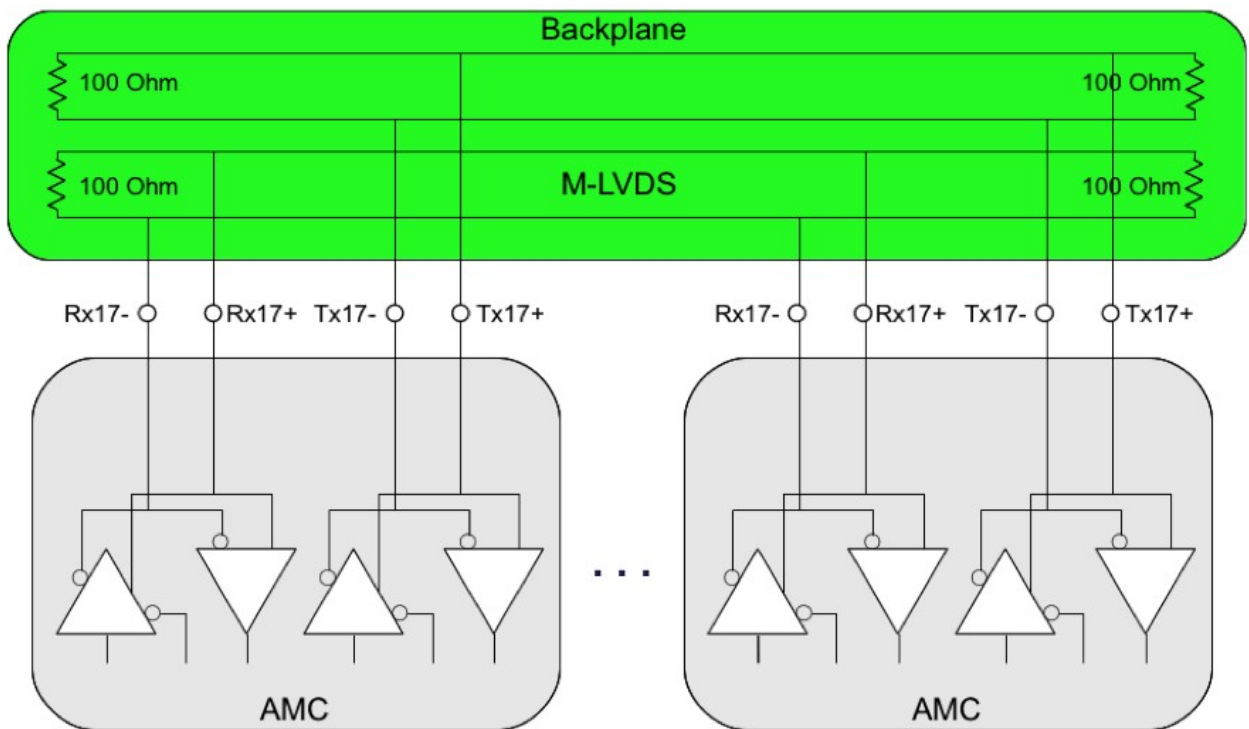 Backplane
100 Ohm 100 Ohm
M-LVDS
100 Ohm 100 Ohm
Rx17- Rx17+ Tx17- Tx17+ Rx17- Rx17+ Tx17- Tx17+
. . .
AMC AMC